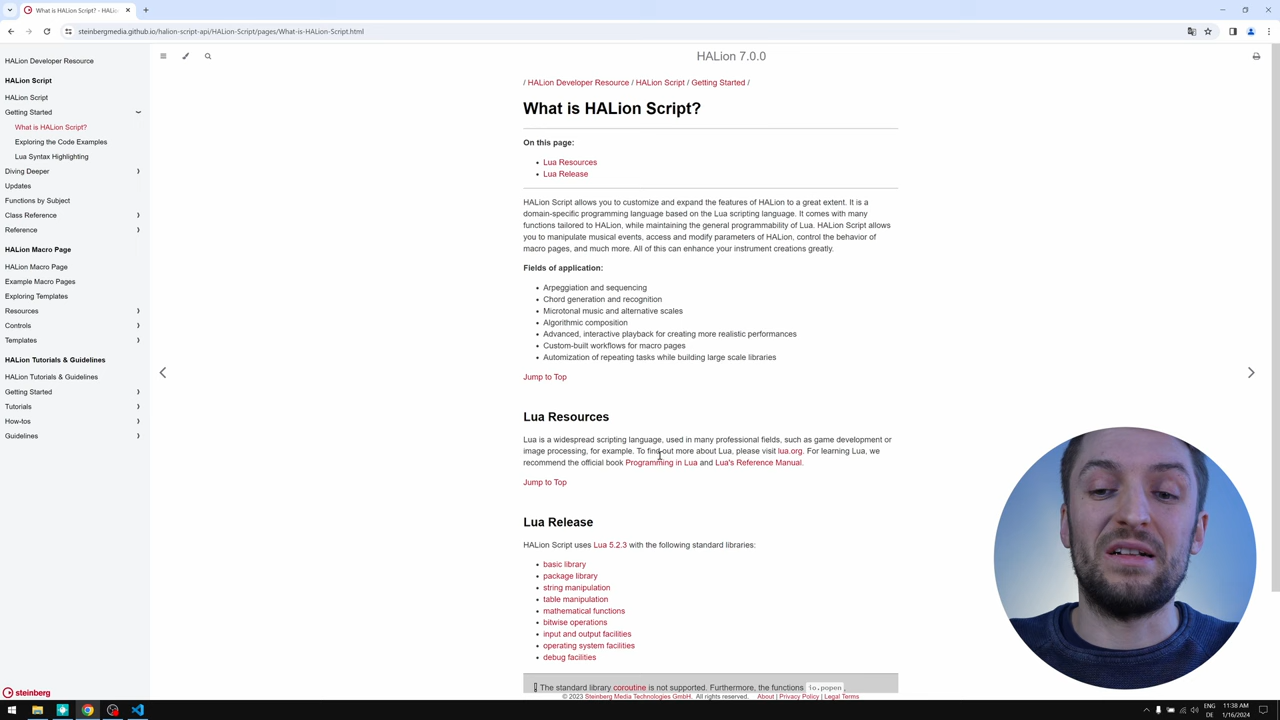 What is HALion Script? · HALion
steinbergmedia.github.io/halion-script-api/HALion-Script/pages/What-is-HALion-Script.html
HALion Developer Resource
HALion Script
HALion Script
Getting Started
What is HALion Script?
Exploring the Code Examples
Lua Syntax Highlighting
Diving Deeper
Updates
Functions by Subject
Class Reference
Reference
HALion Macro Page
HALion Macro Page
Example Macro Pages
Exploring Templates
Resources
Controls
Templates
HALion Tutorials & Guidelines
HALion Tutorials & Guidelines
Getting Started
Tutorials
How-tos
Guidelines
steinberg
HALion 7.0.0
/ HALion Developer Resource / HALion Script / Getting Started /
What is HALion Script?
On this page:
• Lua Resources
• Lua Release
HALion Script allows you to customize and expand the features of HALion to a great extent. It is a
domain-specific programming language based on the Lua scripting language. It comes with many
functions tailored to HALion, while maintaining the general programmability of Lua. HALion Script allows
you to manipulate musical events, access and modify parameters of HALion, control the behavior of
macro pages, and much more. All of this can enhance your instrument creations greatly.
Fields of application:
• Arpeggiation and sequencing
• Chord generation and recognition
• Microtonal music and alternative scales
• Algorithmic composition
• Advanced, interactive playback for creating more realistic performances
• Custom-built workflows for macro pages
• Automization of repeating tasks while building large scale libraries
Jump to Top
Lua Resources
Lua is a widespread scripting language, used in many professional fields, such as game development or
image processing, for example. To find out more about Lua, please visit lua.org. For learning Lua, we
recommend the official book Programming in Lua and Lua's Reference Manual.
Jump to Top
Lua Release
HALion Script uses Lua 5.2.3 with the following standard libraries:
• basic library
• package library
• string manipulation
• table manipulation
• mathematical functions
• bitwise operations
• input and output facilities
• operating system facilities
• debug facilities
The standard library coroutine is not supported. Furthermore, the functions io.popen,
© 2023 Steinberg Media Technologies GmbH. All rights reserved. About | Privacy Policy | Legal Terms
ENG
DE
11:38 AM
1/16/2024